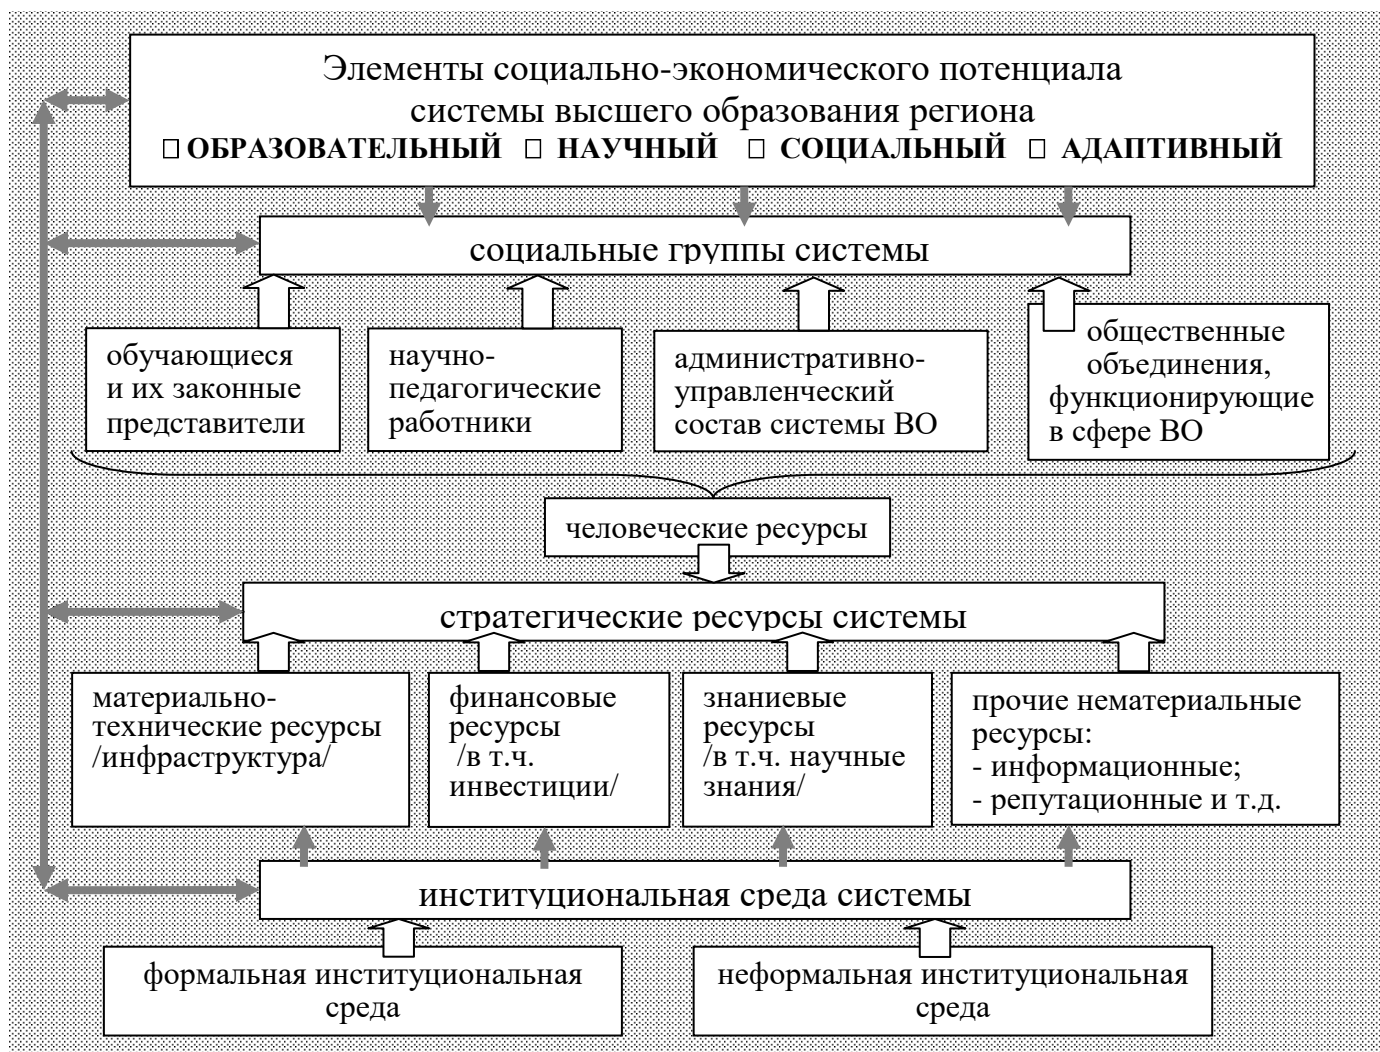 Элементы социально-экономического потенциала
системы высшего образования региона
□ ОБРАЗОВАТЕЛЬНЫЙ □ НАУЧНЫЙ □ СОЦИАЛЬНЫЙ □ АДАПТИВНЫЙ
социальные группы системы
обучающиеся
и их законные
представители
научно-
педагогические
работники
административно-
управленческий
состав системы ВО
общественные
объединения,
функционирующие
в сфере ВО
человеческие ресурсы
стратегические ресурсы системы
материально-
технические ресурсы
/инфраструктура/
финансовые
ресурсы
/в т.ч.
инвестиции/
знаниевые
ресурсы
/в т.ч. научные
знания/
прочие нематериальные
ресурсы:
- информационные;
- репутационные и т.д.
институциональная среда системы
формальная институциональная
среда
неформальная институциональная
среда